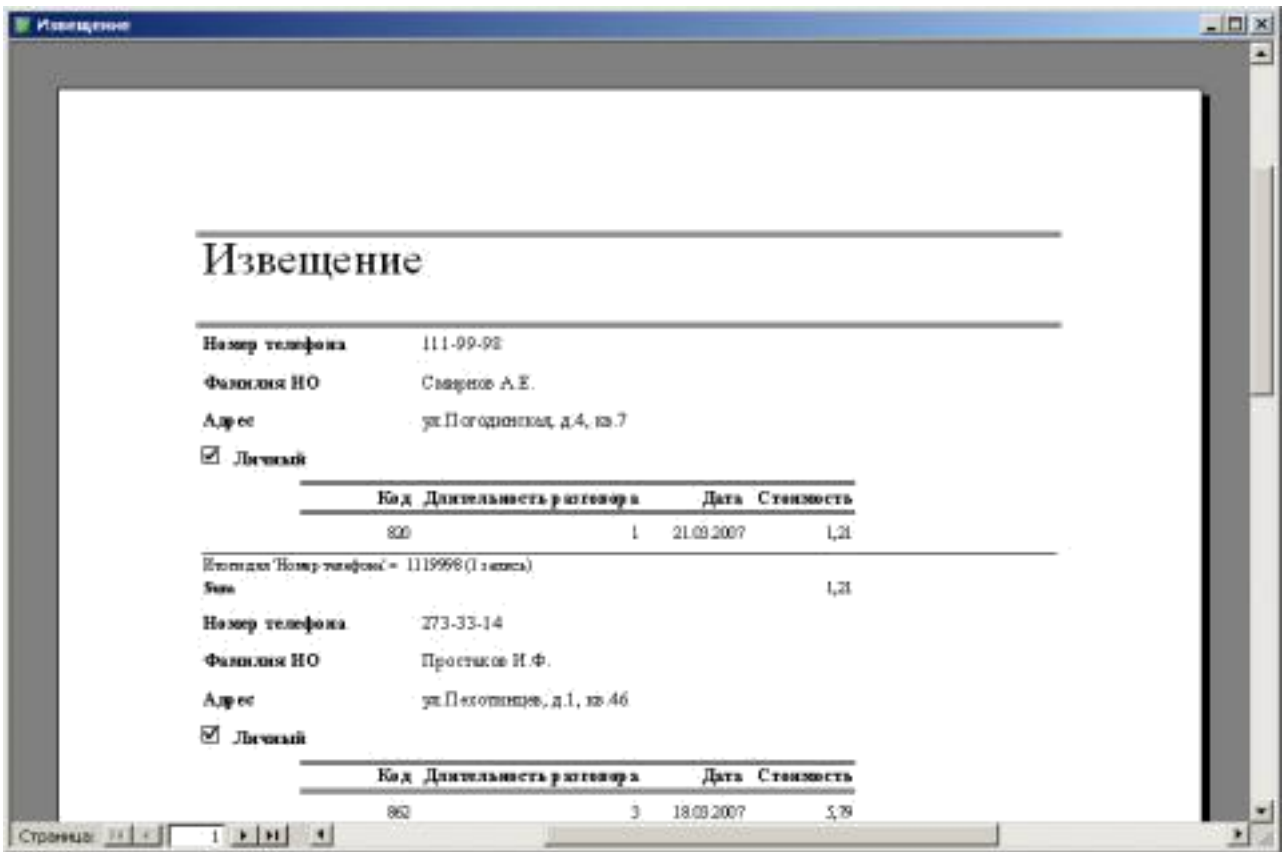 Извещение
Извещение
Номер телефона 111-99-98
Фамилия ИО Смирнов А.Е.
Адрес ул.Погодинская, д.4, кв.7
Личный
Код Длительность разговора Дата Стоимость
820 1 21.03.2007 1,21
Итоги для 'Номер телефона' = 1119998 (1 запись)
Sum 1,21
Номер телефона 273-33-14
Фамилия ИО Простаков И.Ф.
Адрес ул.Пехотинцев, д.1, кв.46
Личный
Код Длительность разговора Дата Стоимость
862 3 18.03.2007 5,79
Страница: 1